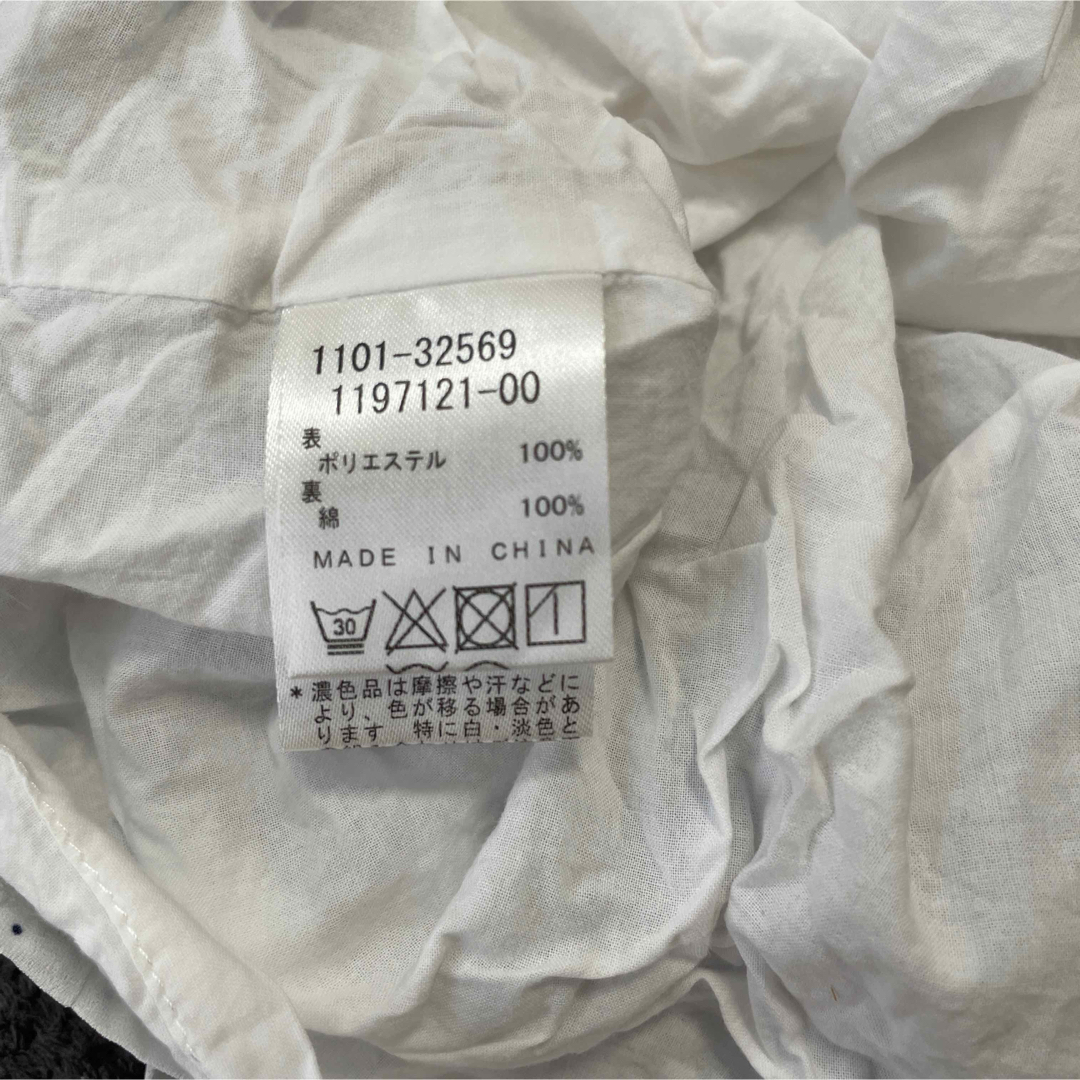 1101-32569
1197121-00
表
ポリエステル 100%
裏
綿 100%
MADE IN CHINA
30
*濃色品は摩擦や汗などに
より、色が移る場合があ
ります 特に白・淡色と